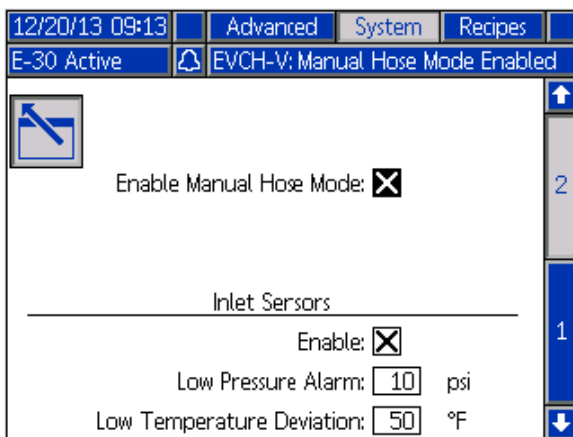 12/20/13 09:13 Advanced System Recipes
E-30 Active EVCH-V: Manual Hose Mode Enabled
Enable Manual Hose Mode:
2
Inlet Sersors
Enable:
1
Low Pressure Alarm: 10 psi
Low Temperature Deviation: 50 °F